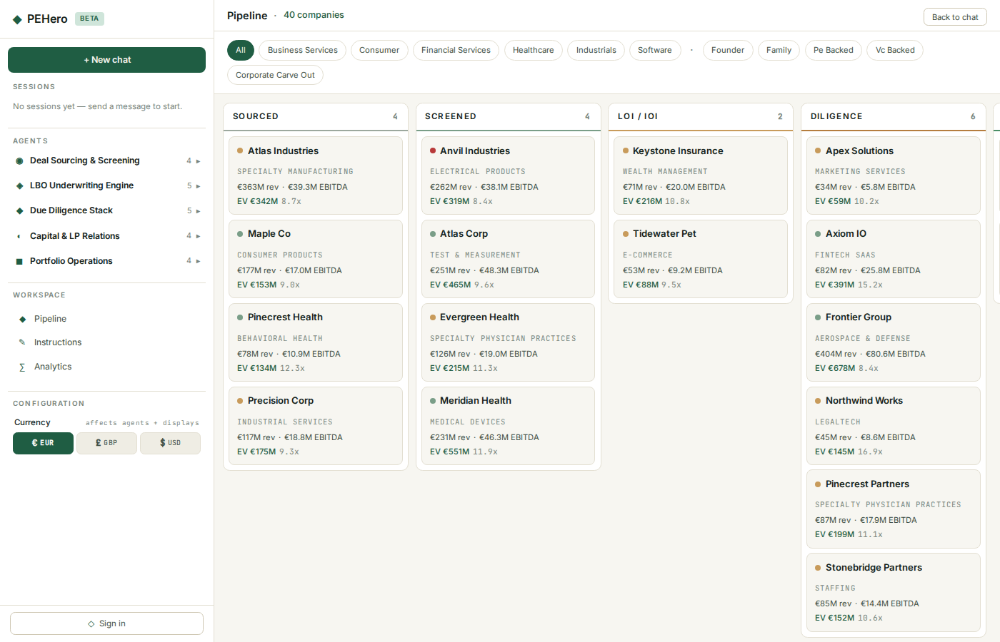 PEHero BETA
+ New chat
SESSIONS
No sessions yet — send a message to start.
AGENTS
Deal Sourcing & Screening 4
LBO Underwriting Engine 5
Due Diligence Stack 5
Capital & LP Relations 4
Portfolio Operations 4
WORKSPACE
Pipeline
Instructions
Analytics
CONFIGURATION
Currency affects agents + displays
€ EUR £ GBP $ USD
Sign in
Pipeline · 40 companies
Back to chat
All Business Services Consumer Financial Services Healthcare Industrials Software · Founder Family Pe Backed Vc Backed
Corporate Carve Out
SOURCED 4
Atlas Industries
SPECIALTY MANUFACTURING
€363M rev · €39.3M EBITDA
EV €342M 8.7x
Maple Co
CONSUMER PRODUCTS
€177M rev · €17.0M EBITDA
EV €153M 9.0x
Pinecrest Health
BEHAVIORAL HEALTH
€78M rev · €10.9M EBITDA
EV €134M 12.3x
Precision Corp
INDUSTRIAL SERVICES
€117M rev · €18.8M EBITDA
EV €175M 9.3x
SCREENED 4
Anvil Industries
ELECTRICAL PRODUCTS
€262M rev · €38.1M EBITDA
EV €319M 8.4x
Atlas Corp
TEST & MEASUREMENT
€251M rev · €48.3M EBITDA
EV €465M 9.6x
Evergreen Health
SPECIALTY PHYSICIAN PRACTICES
€126M rev · €19.0M EBITDA
EV €215M 11.3x
Meridian Health
MEDICAL DEVICES
€231M rev · €46.3M EBITDA
EV €551M 11.9x
LOI / IOI 2
Keystone Insurance
WEALTH MANAGEMENT
€71M rev · €20.0M EBITDA
EV €216M 10.8x
Tidewater Pet
E-COMMERCE
€53M rev · €9.2M EBITDA
EV €88M 9.5x
DILIGENCE 6
Apex Solutions
MARKETING SERVICES
€34M rev · €5.8M EBITDA
EV €59M 10.2x
Axiom IO
FINTECH SAAS
€82M rev · €25.8M EBITDA
EV €391M 15.2x
Frontier Group
AEROSPACE & DEFENSE
€404M rev · €80.6M EBITDA
EV €678M 8.4x
Northwind Works
LEGALTECH
€45M rev · €8.6M EBITDA
EV €145M 16.9x
Pinecrest Partners
SPECIALTY PHYSICIAN PRACTICES
€87M rev · €17.9M EBITDA
EV €199M 11.1x
Stonebridge Partners
STAFFING
€85M rev · €14.4M EBITDA
EV €152M 10.6x